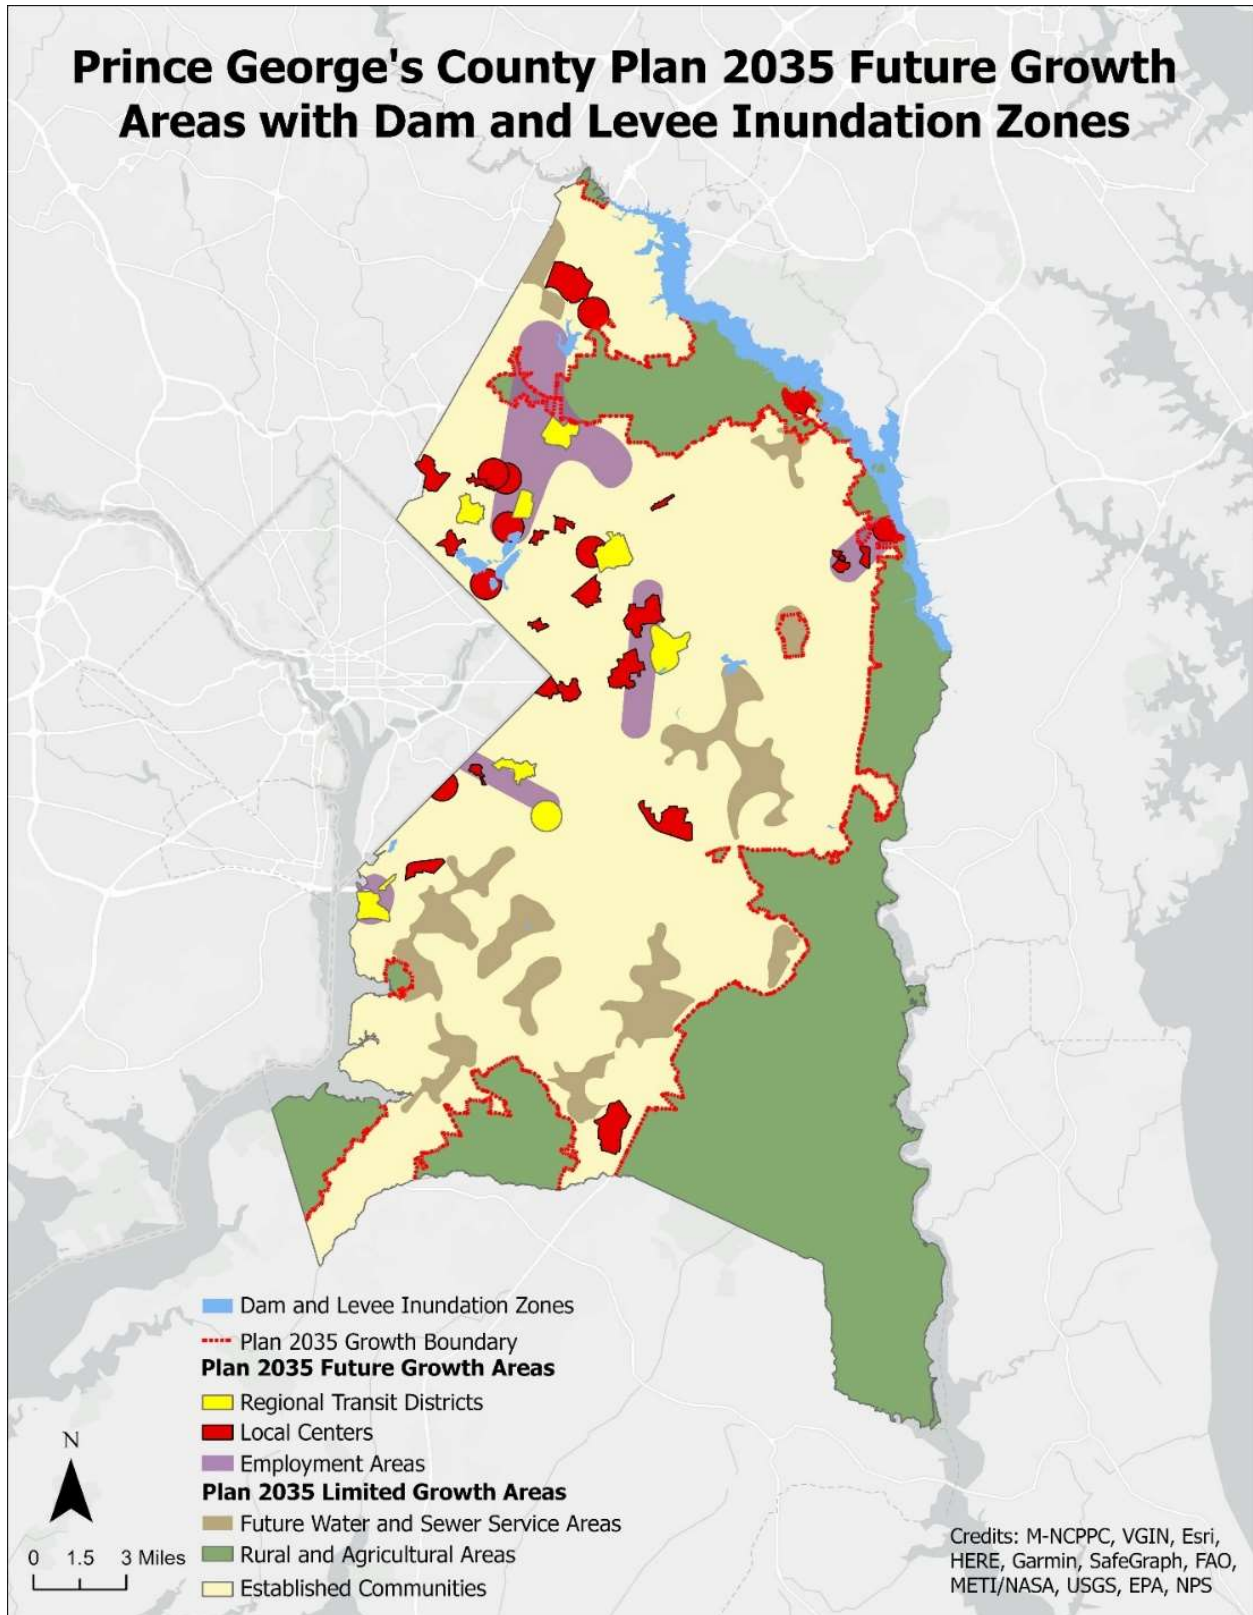 Prince George's County Plan 2035 Future Growth
Areas with Dam and Levee Inundation Zones
Dam and Levee Inundation Zones
Plan 2035 Growth Boundary
Plan 2035 Future Growth Areas
Regional Transit Districts
Local Centers
Employment Areas
Plan 2035 Limited Growth Areas
Future Water and Sewer Service Areas
Rural and Agricultural Areas
Established Communities
N
0 1.5 3 Miles
Credits: M-NCPPC, VGIN, Esri,
HERE, Garmin, SafeGraph, FAO,
METI/NASA, USGS, EPA, NPS